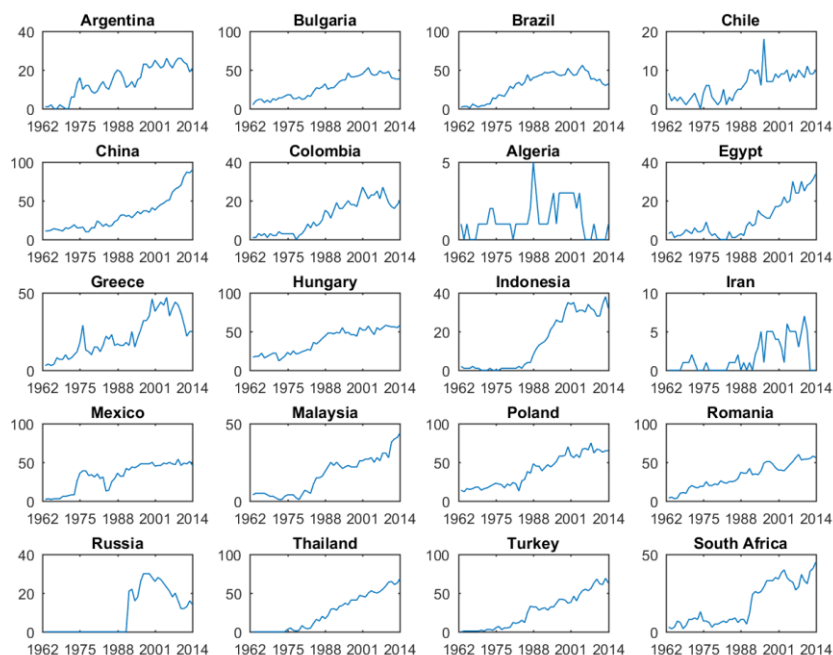 Argentina Bulgaria Brazil Chile
40 100 100 20
20 50 50 10
0 0 0 0
1962 1975 1988 2001 2014 1962 1975 1988 2001 2014 1962 1975 1988 2001 2014 1962 1975 1988 2001 2014
China Colombia Algeria Egypt
100 40 5 40
50 20 20
0 0 0 0
1962 1975 1988 2001 2014 1962 1975 1988 2001 2014 1962 1975 1988 2001 2014 1962 1975 1988 2001 2014
Greece Hungary Indonesia Iran
50 100 40 10
50 20 5
0 0 0 0
1962 1975 1988 2001 2014 1962 1975 1988 2001 2014 1962 1975 1988 2001 2014 1962 1975 1988 2001 2014
Mexico Malaysia Poland Romania
100 50 100 100
50 50 50
0 0 0 0
1962 1975 1988 2001 2014 1962 1975 1988 2001 2014 1962 1975 1988 2001 2014 1962 1975 1988 2001 2014
Russia Thailand Turkey South Africa
40 100 100 50
20 50 50
0 0 0 0
1962 1975 1988 2001 2014 1962 1975 1988 2001 2014 1962 1975 1988 2001 2014 1962 1975 1988 2001 2014